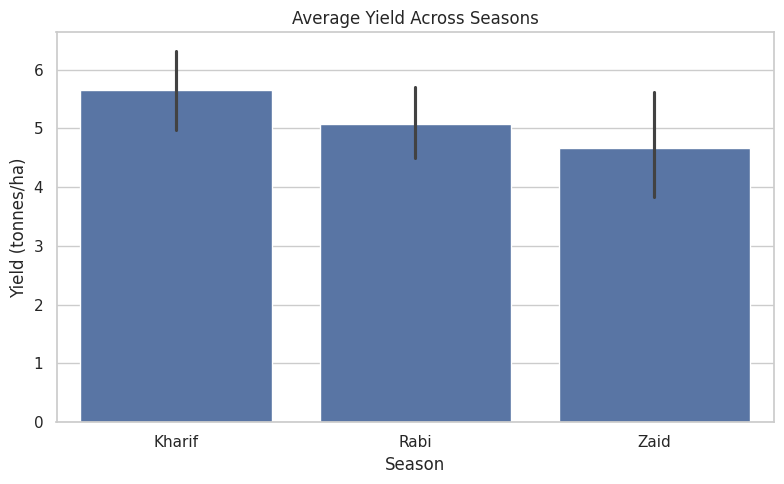 Average Yield Across Seasons
Yield (tonnes/ha)
6
5
4
3
2
1
0
Kharif
Rabi
Zaid
Season